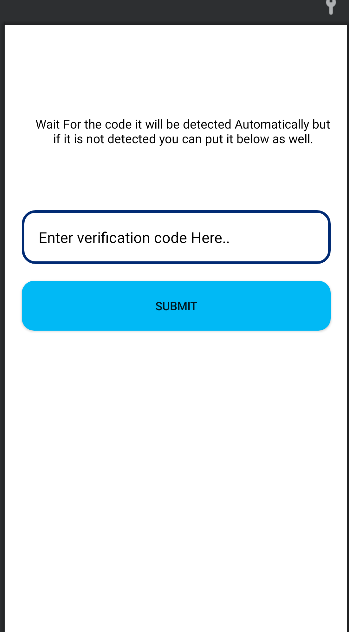 Wait For the code it will be detected Automatically but
if it is not detected you can put it below as well.
Enter verification code Here..
SUBMIT